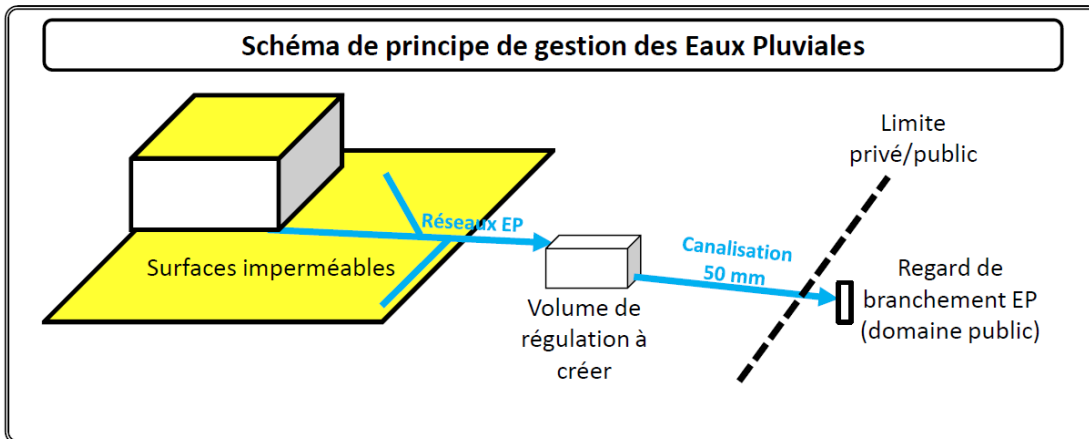 Schéma de principe de gestion des Eaux Pluviales
Limite
privé/public
Réseaux EP
Surfaces imperméables
Canalisation
50 mm
Volume de
régulation à
créer
Regard de
branchement EP
(domaine public)